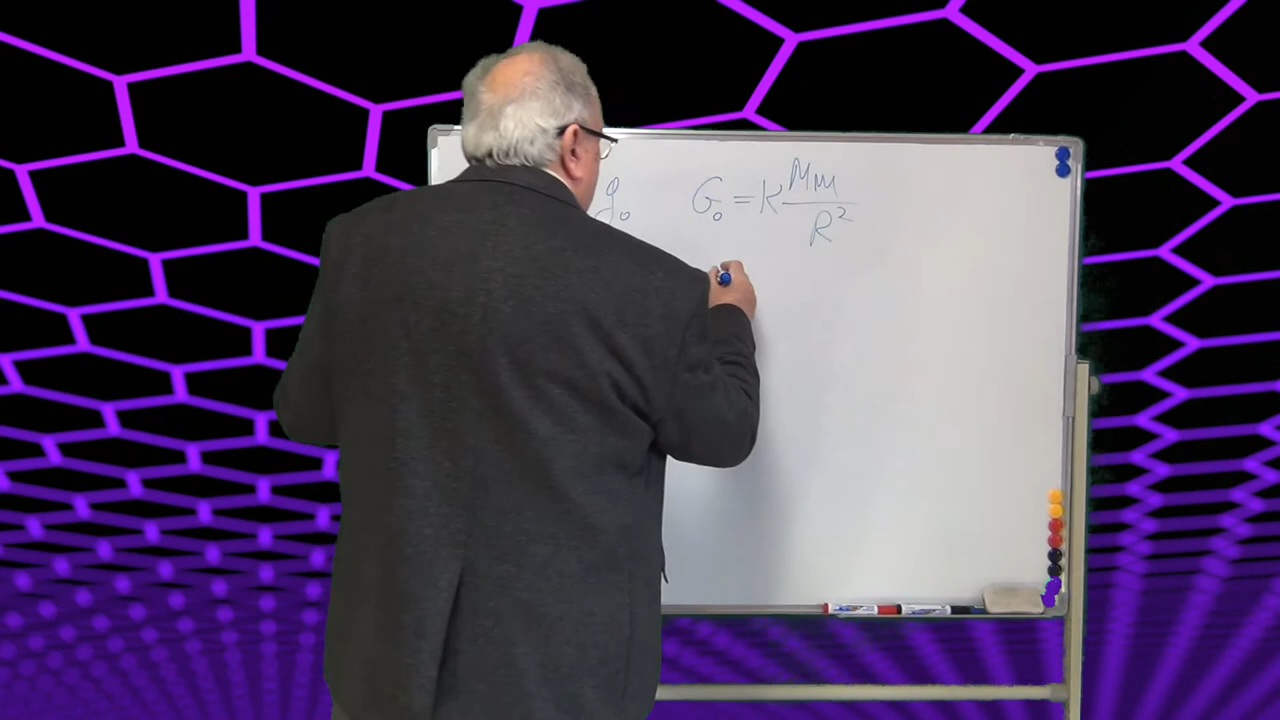 g₀ G₀ = K Mm / R²